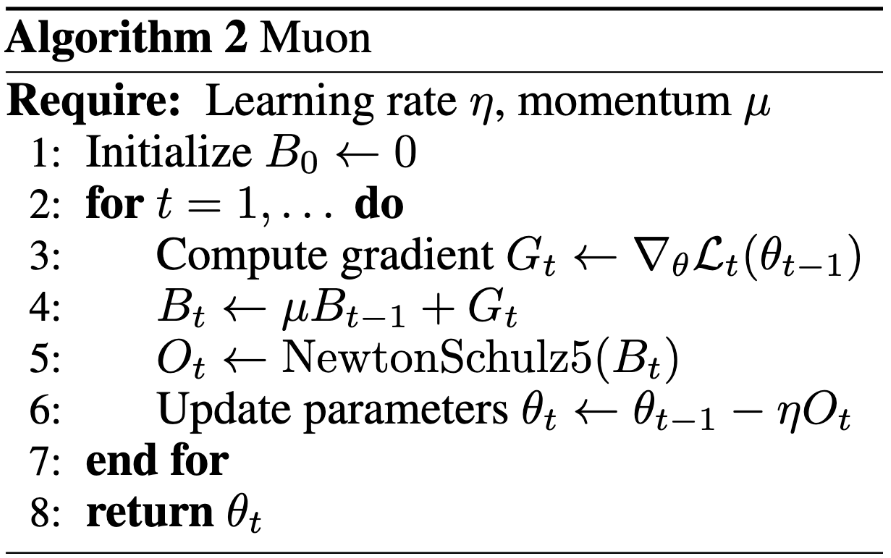 Algorithm 2 Muon
Require: Learning rate η, momentum μ
1: Initialize B₀ ← 0
2: for t = 1, . . . do
3: Compute gradient Gₜ ← ∇_θ ℒₜ(θₜ₋₁)
4: Bₜ ← μBₜ₋₁ + Gₜ
5: Oₜ ← NewtonSchulz5(Bₜ)
6: Update parameters θₜ ← θₜ₋₁ − ηOₜ
7: end for
8: return θₜ